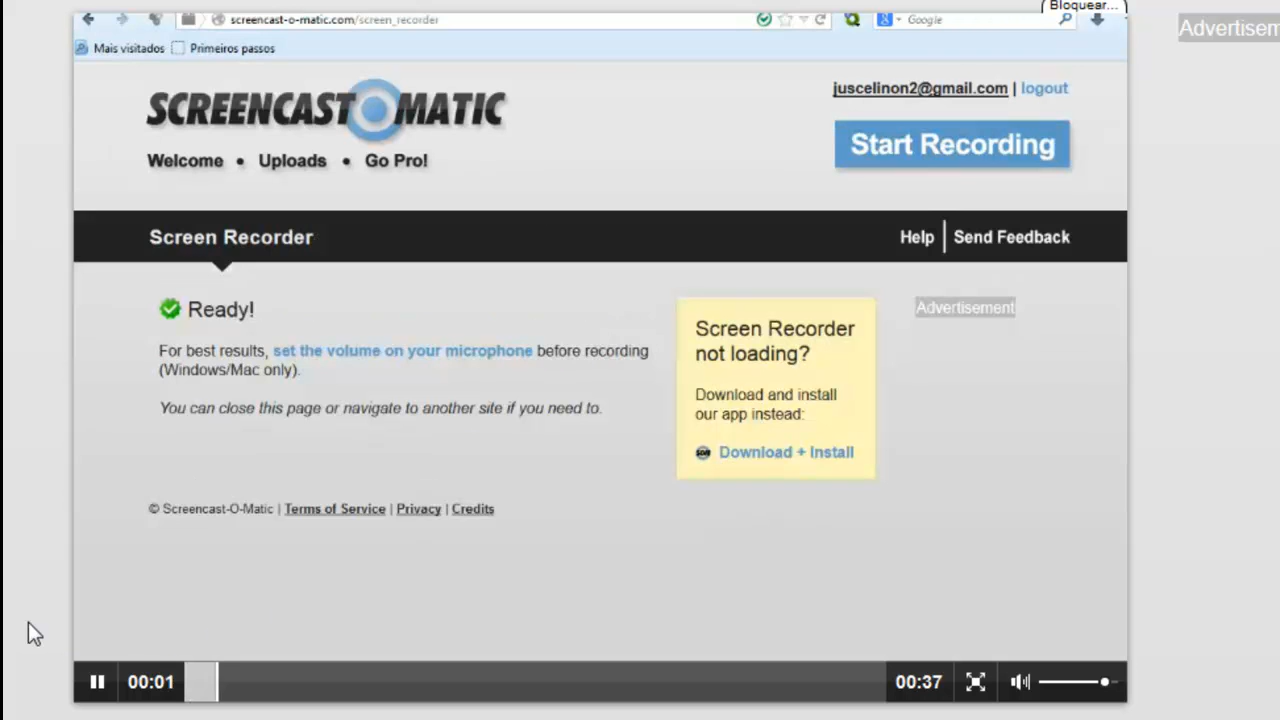 Bloquear...
screencast-o-matic.com/screen_recorder
Google
Advertisem
Mais visitados Primeiros passos
SCREENCAST O MATIC
juscelinon2@gmail.com | logout
Start Recording
Welcome • Uploads • Go Pro!
Screen Recorder
Help | Send Feedback
Ready!
For best results, set the volume on your microphone before recording
(Windows/Mac only).
You can close this page or navigate to another site if you need to.
Screen Recorder
not loading?
Download and install
our app instead:
SOM Download + Install
Advertisement
© Screencast-O-Matic | Terms of Service | Privacy | Credits
00:01
00:37